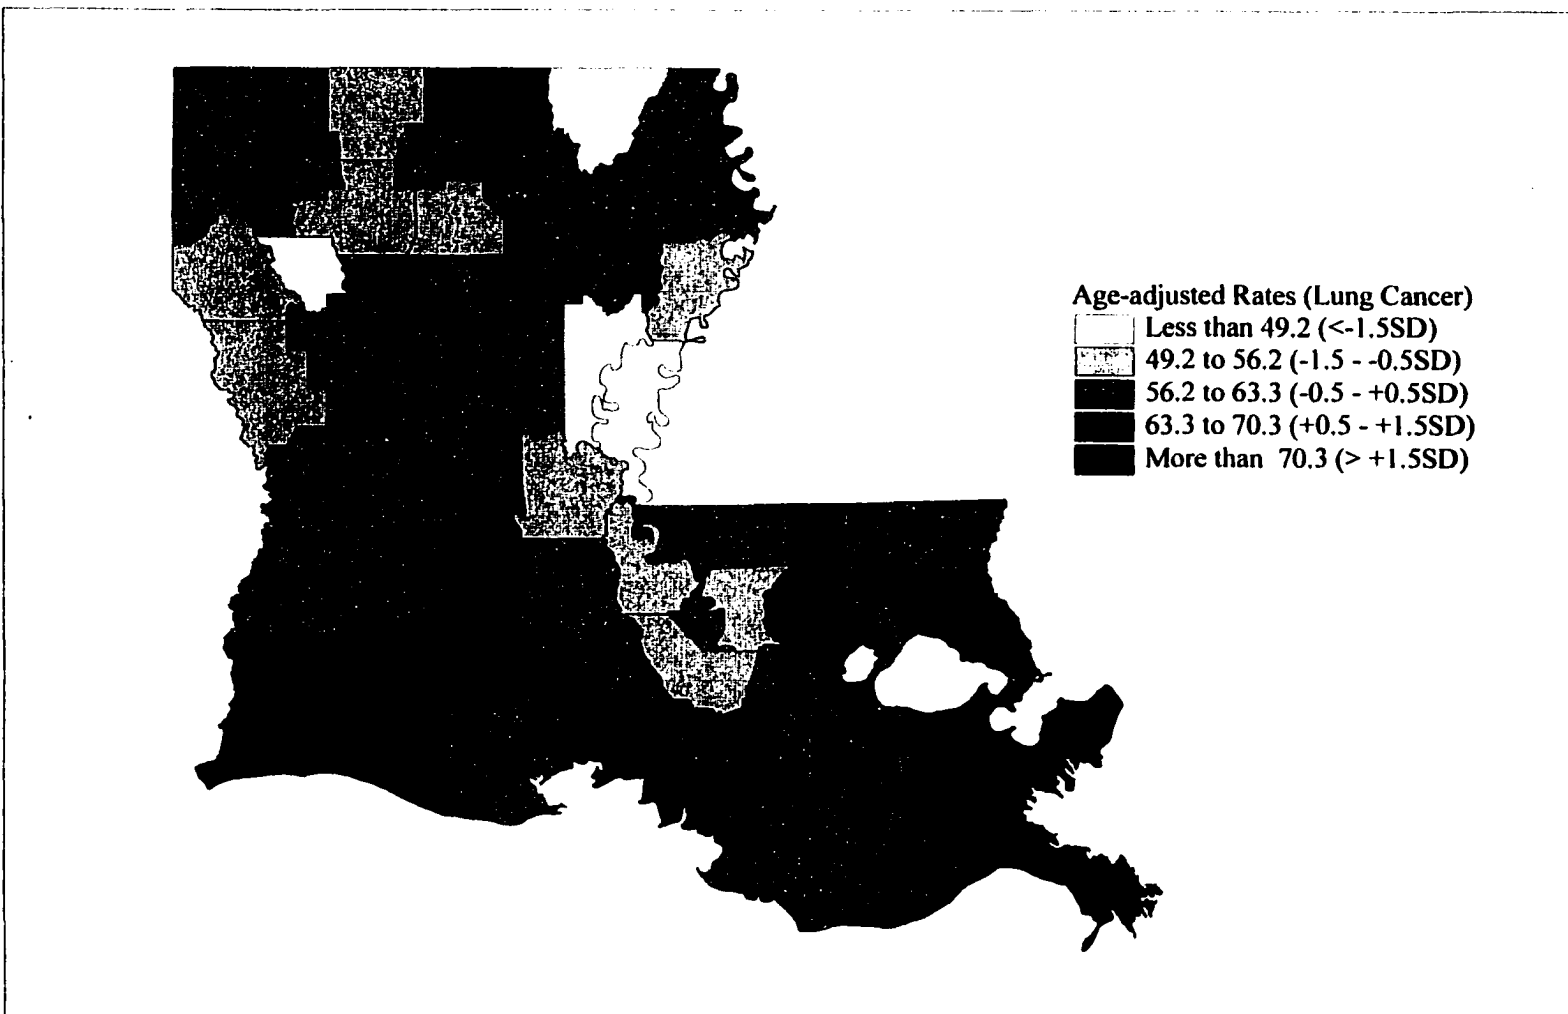 Age-adjusted Rates (Lung Cancer)
Less than 49.2 (<-1.5SD)
49.2 to 56.2 (-1.5 - -0.5SD)
56.2 to 63.3 (-0.5 - +0.5SD)
63.3 to 70.3 (+0.5 - +1.5SD)
More than 70.3 (> +1.5SD)